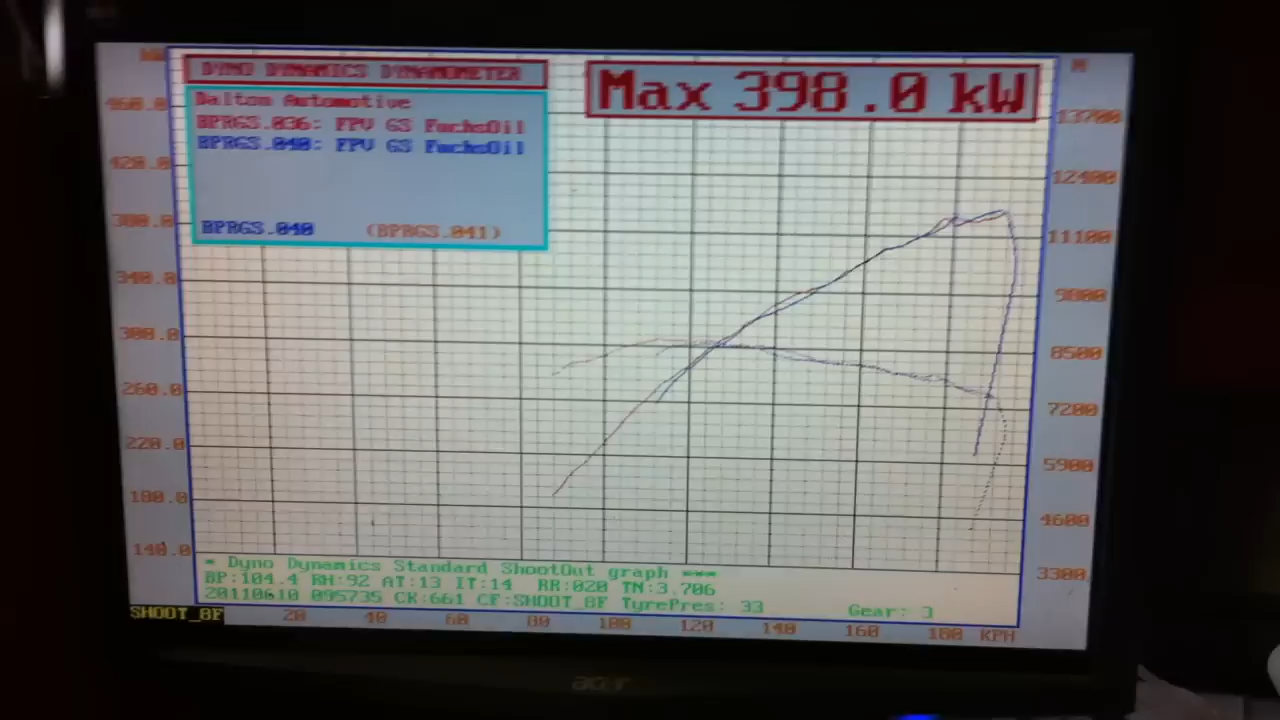 kW
DYNO DYNAMICS DYNAMOMETER
Max 398.0 kW
N
460.0
Dalton Automotive
13700
BPRGS.036: FPV GS FuchsOil
BPRGS.040: FPV GS FuchsOil
420.0
12400
380.0
BPRGS.040 (BPRGS.041)
11100
340.0
9800
300.0
8500
260.0
7200
220.0
5900
180.0
4600
140.0
* Dyno Dynamics Standard ShootOut graph ***
3300
BP:104.4 RH:92 AT:13 IT:14 RR:020 TN:3.706
20110610 095735 CK:661 CF:SHOOT_8F TyrePres: 33 Gear: 3
SHOOT_8F 20 40 60 80 100 120 140 160 180 KPH
acer